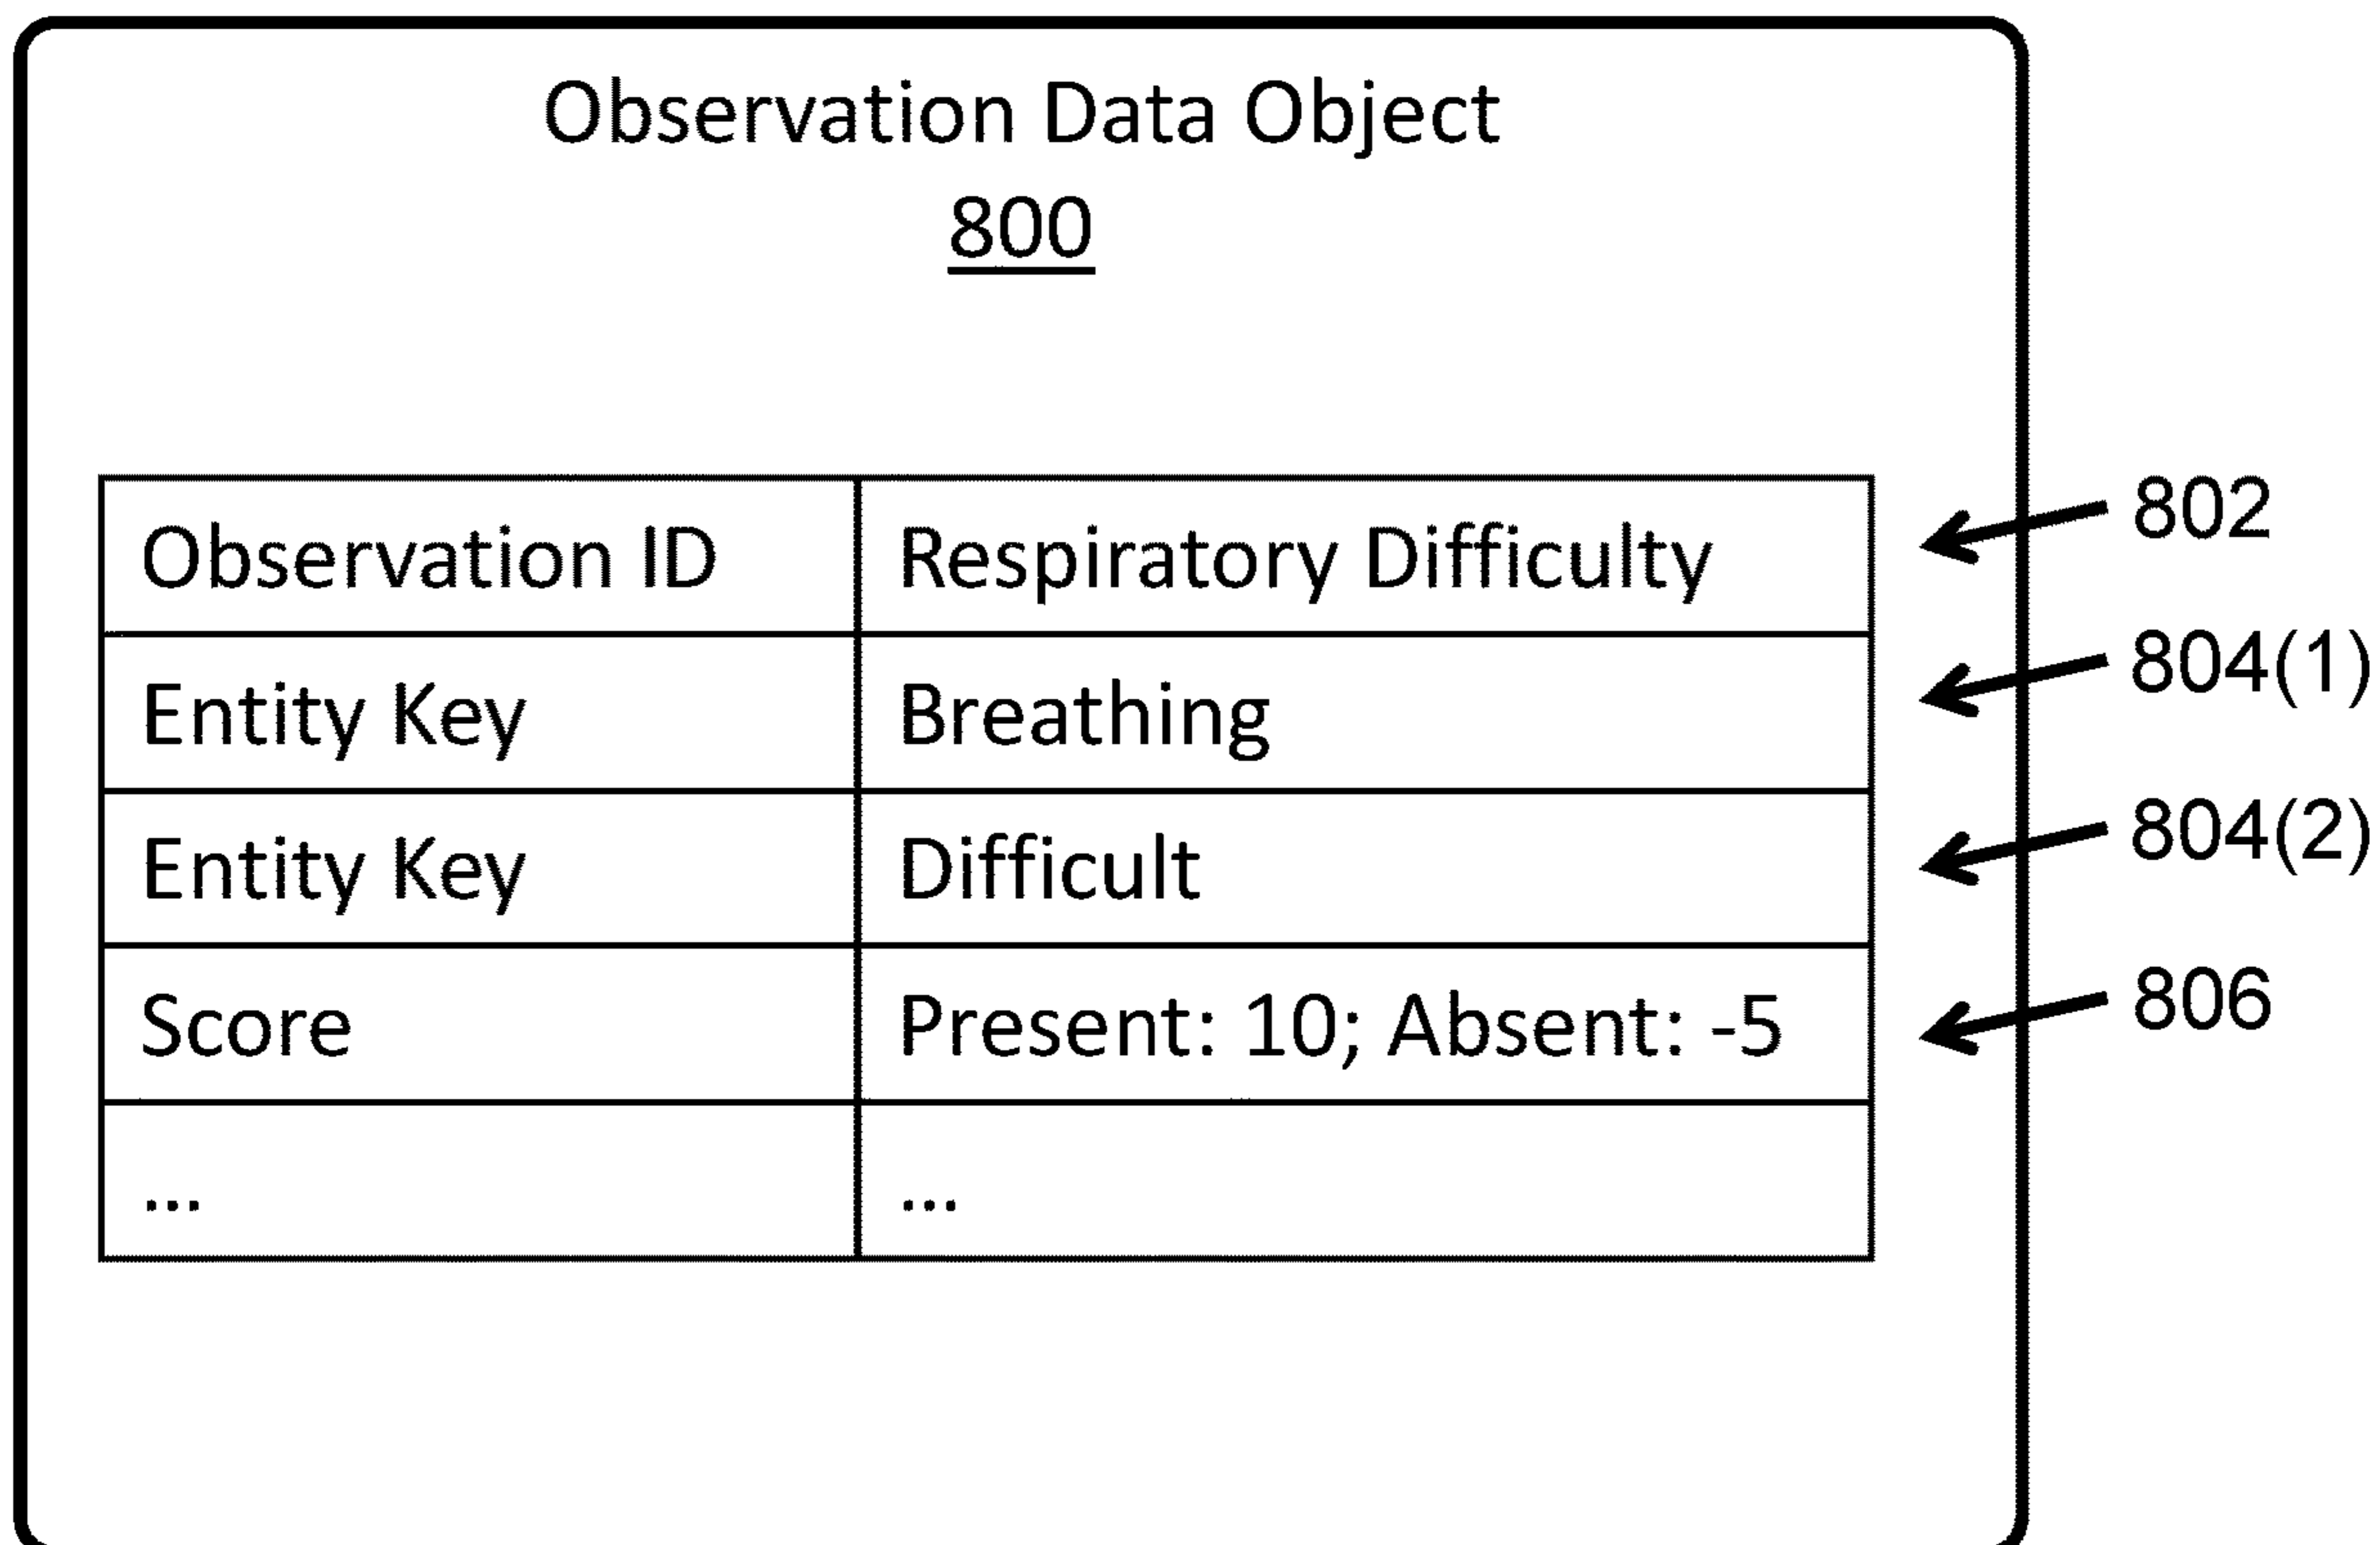 Observation Data Object
800
Observation ID Respiratory Difficulty 802
Entity Key Breathing 804(1)
Entity Key Difficult 804(2)
Score Present: 10; Absent: -5 806
... ...